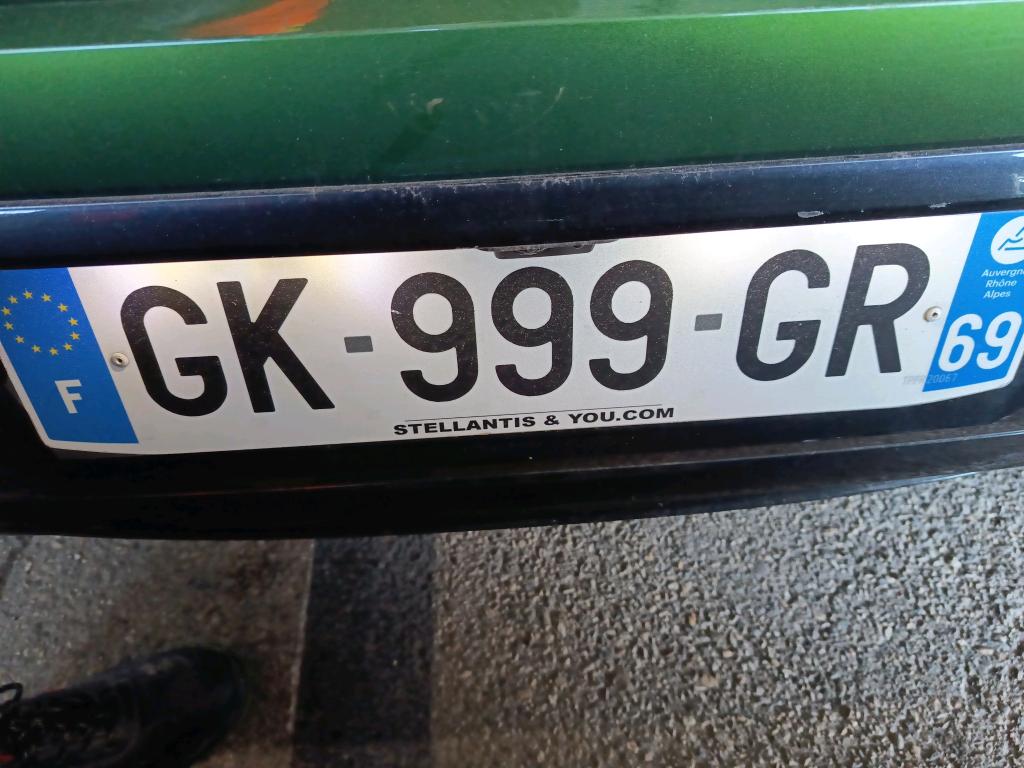 F
GK-999-GR
Auvergne
Rhône
Alpes
69
STELLANTIS & YOU.COM